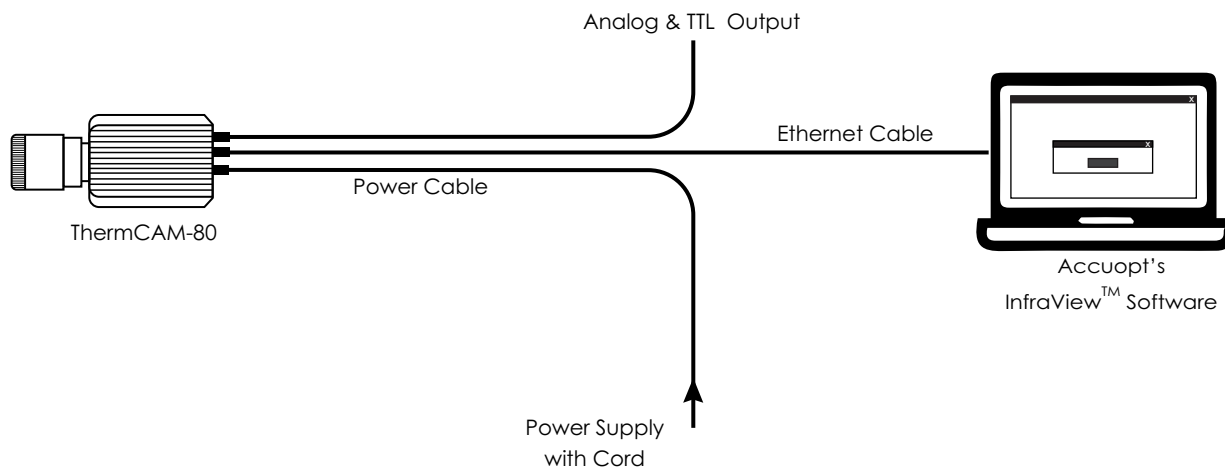 Analog & TTL Output
Ethernet Cable
Power Cable
ThermCAM-80
X
X
Accuopt's
InfraView™ Software
Power Supply
with Cord